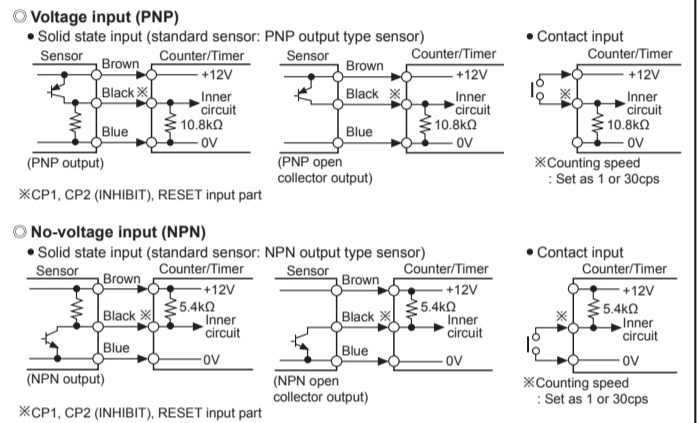 ◎ Voltage input (PNP)
● Solid state input (standard sensor: PNP output type sensor)
Sensor
Counter/Timer
Brown
+12V
Black ※
Inner
circuit
10.8kΩ
Blue
0V
(PNP output)
Sensor
Counter/Timer
Brown
+12V
Black ※
Inner
circuit
10.8kΩ
Blue
0V
(PNP open
collector output)
● Contact input
Counter/Timer
+12V
※
Inner
circuit
10.8kΩ
0V
※Counting speed
: Set as 1 or 30cps
※CP1, CP2 (INHIBIT), RESET input part
◎ No-voltage input (NPN)
● Solid state input (standard sensor: NPN output type sensor)
Sensor
Counter/Timer
Brown
+12V
5.4kΩ
Black ※
Inner
circuit
Blue
0V
(NPN output)
Sensor
Counter/Timer
Brown
+12V
5.4kΩ
Black ※
Inner
circuit
Blue
0V
(NPN open
collector output)
● Contact input
Counter/Timer
+12V
5.4kΩ
※
Inner
circuit
0V
※Counting speed
: Set as 1 or 30cps
※CP1, CP2 (INHIBIT), RESET input part